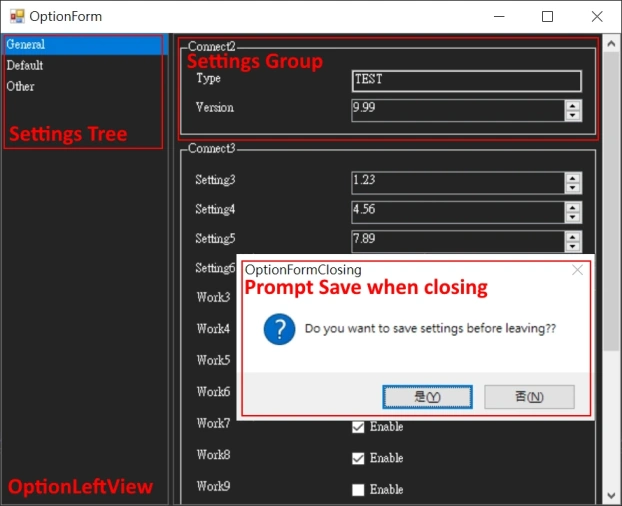 OptionForm
General
Default
Other
Settings Tree
OptionLeftView
Connect2
Settings Group
Type
TEST
Version
9.99
Connect3
Setting3
1.23
Setting4
4.56
Setting5
7.89
Setting6
Work3
Work4
Work5
Work6
Work7
Enable
Work8
Enable
Work9
Enable
OptionFormClosing
Prompt Save when closing
Do you want to save settings before leaving??
是(Y)
否(N)